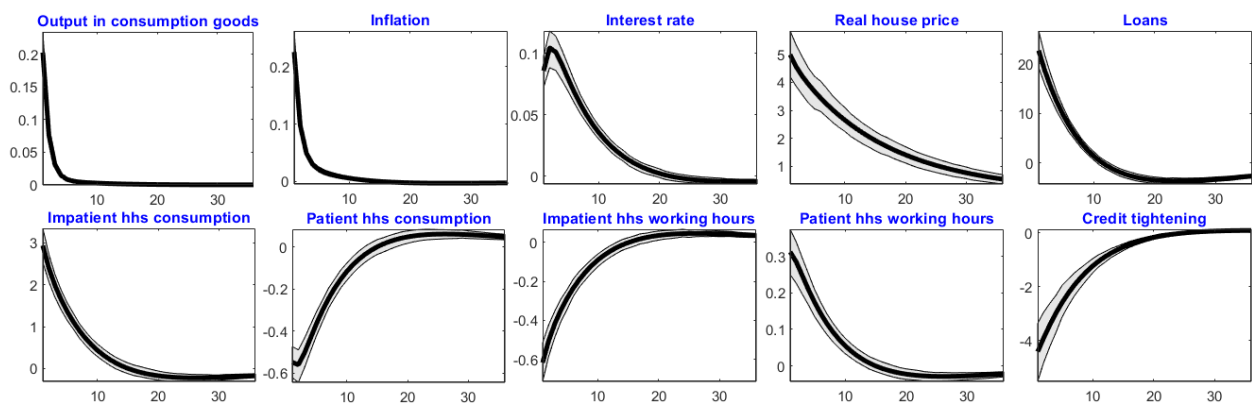 Output in consumption goods
0.2
0.15
0.1
0.05
0
10 20 30
Inflation
0.2
0.1
0
10 20 30
Interest rate
0.1
0.05
0
10 20 30
Real house price
5
4
3
2
1
10 20 30
Loans
20
10
0
10 20 30
Impatient hhs consumption
3
2
1
0
10 20 30
Patient hhs consumption
0
-0.2
-0.4
-0.6
10 20 30
Impatient hhs working hours
0
-0.2
-0.4
-0.6
10 20 30
Patient hhs working hours
0.3
0.2
0.1
0
10 20 30
Credit tightening
0
-2
-4
10 20 30